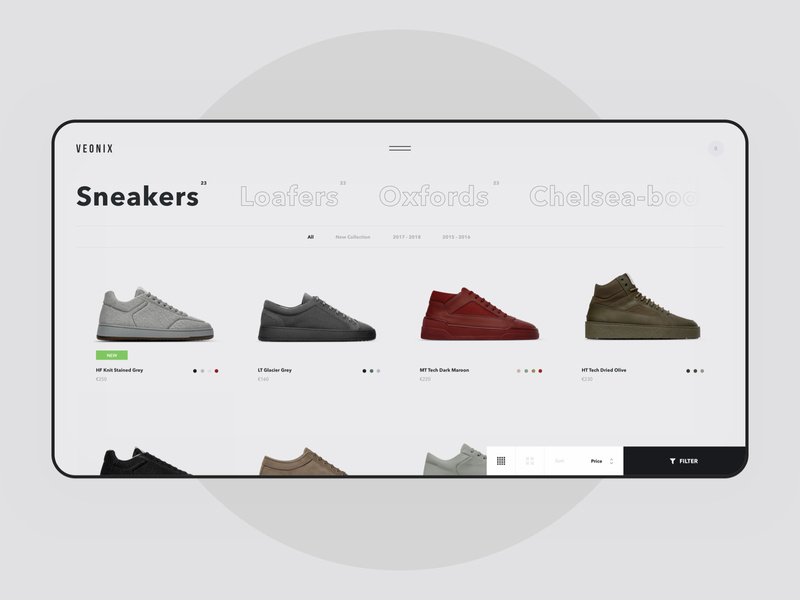 VEONIX
Sneakers 23
Loafers 23
Oxfords 23
Chelsea-boo
All
New Collection
2017 - 2018
2015 - 2016
NEW
HF Knit Stained Grey
€250
LT Glacier Grey
€160
MT Tech Dark Maroon
€220
HT Tech Dried Olive
€230
Sort
Price
FILTER